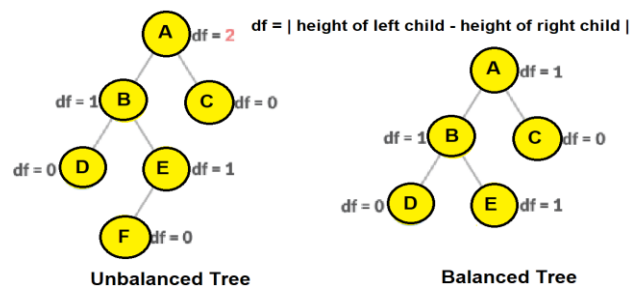 df = | height of left child - height of right child |
A
df = 2
B
df = 1
C
df = 0
D
df = 0
E
df = 1
F
df = 0
Unbalanced Tree
A
df = 1
B
df = 1
C
df = 0
D
df = 0
E
df = 1
Balanced Tree